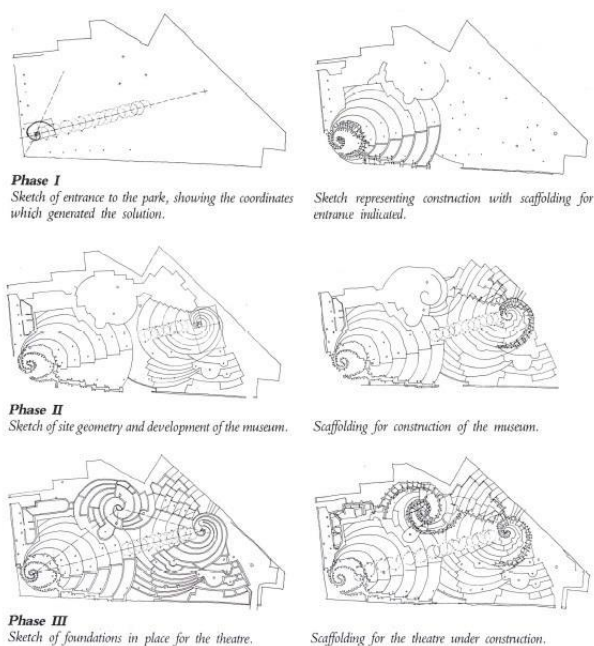 Phase I
Sketch of entrance to the park, showing the coordinates
which generated the solution.
Sketch representing construction with scaffolding for
entrance indicated.
Phase II
Sketch of site geometry and development of the museum.
Scaffolding for construction of the museum.
Phase III
Sketch of foundations in place for the theatre.
Scaffolding for the theatre under construction.